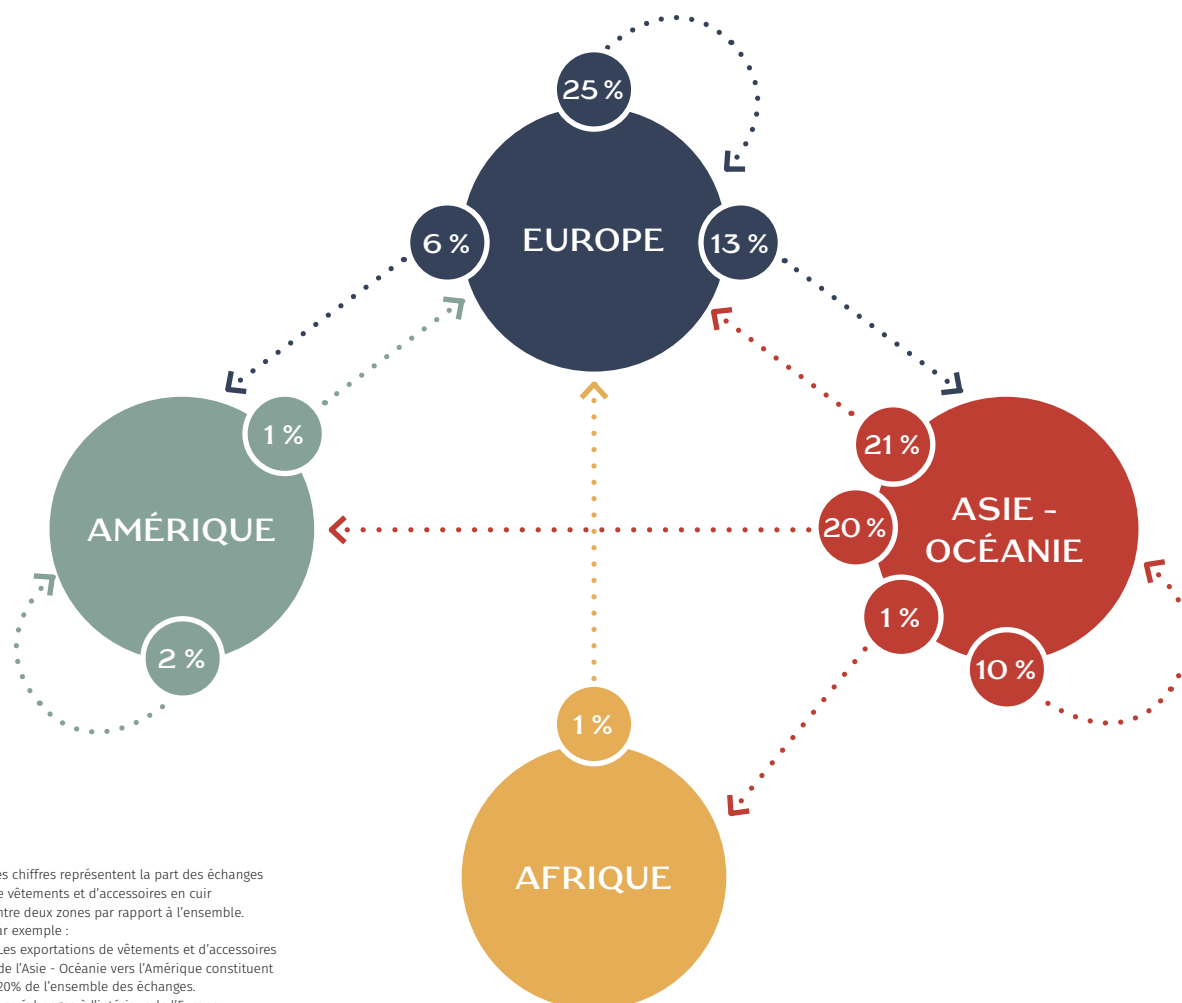 25 %
6 %
EUROPE
13 %
1 %
21 %
AMÉRIQUE
20 %
ASIE -
OCÉANIE
1 %
2 %
10 %
1 %
AFRIQUE
es chiffres représentent la part des échanges
e vêtements et d'accessoires en cuir
ntre deux zones par rapport à l'ensemble.
ar exemple :
Les exportations de vêtements et d'accessoires
de l'Asie - Océanie vers l'Amérique constituent
20% de l'ensemble des échanges.